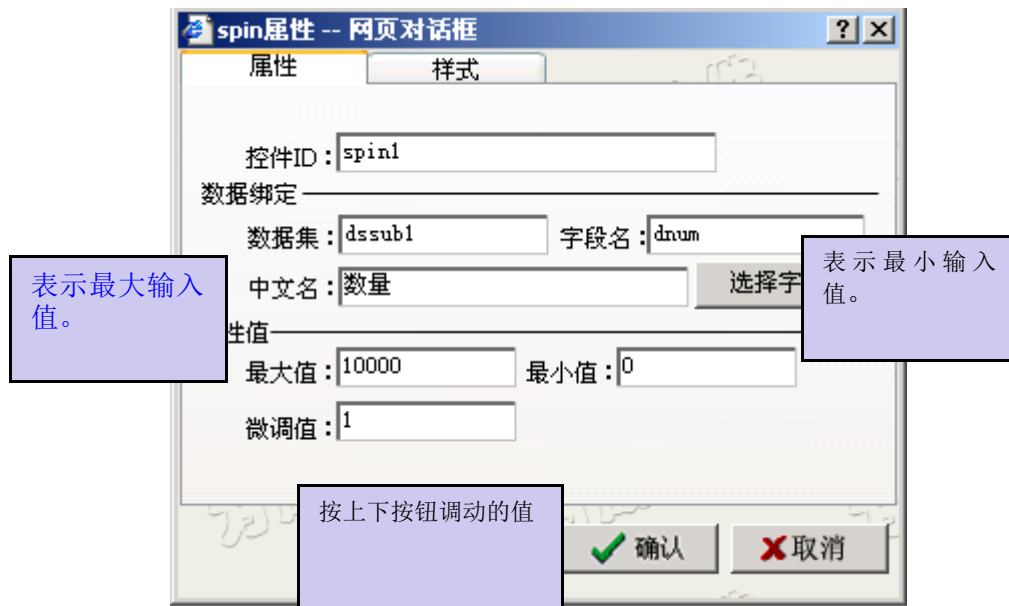 spin属性 -- 网页对话框
属性 样式
控件ID：spin1
数据绑定
数据集：dssub1 字段名：dnum
中文名：数量 选择字
性值
最大值：10000 最小值：0
微调值：1
确认 取消
表示最大输入
值。
表示最小输入
值。
按上下按钮调动的值